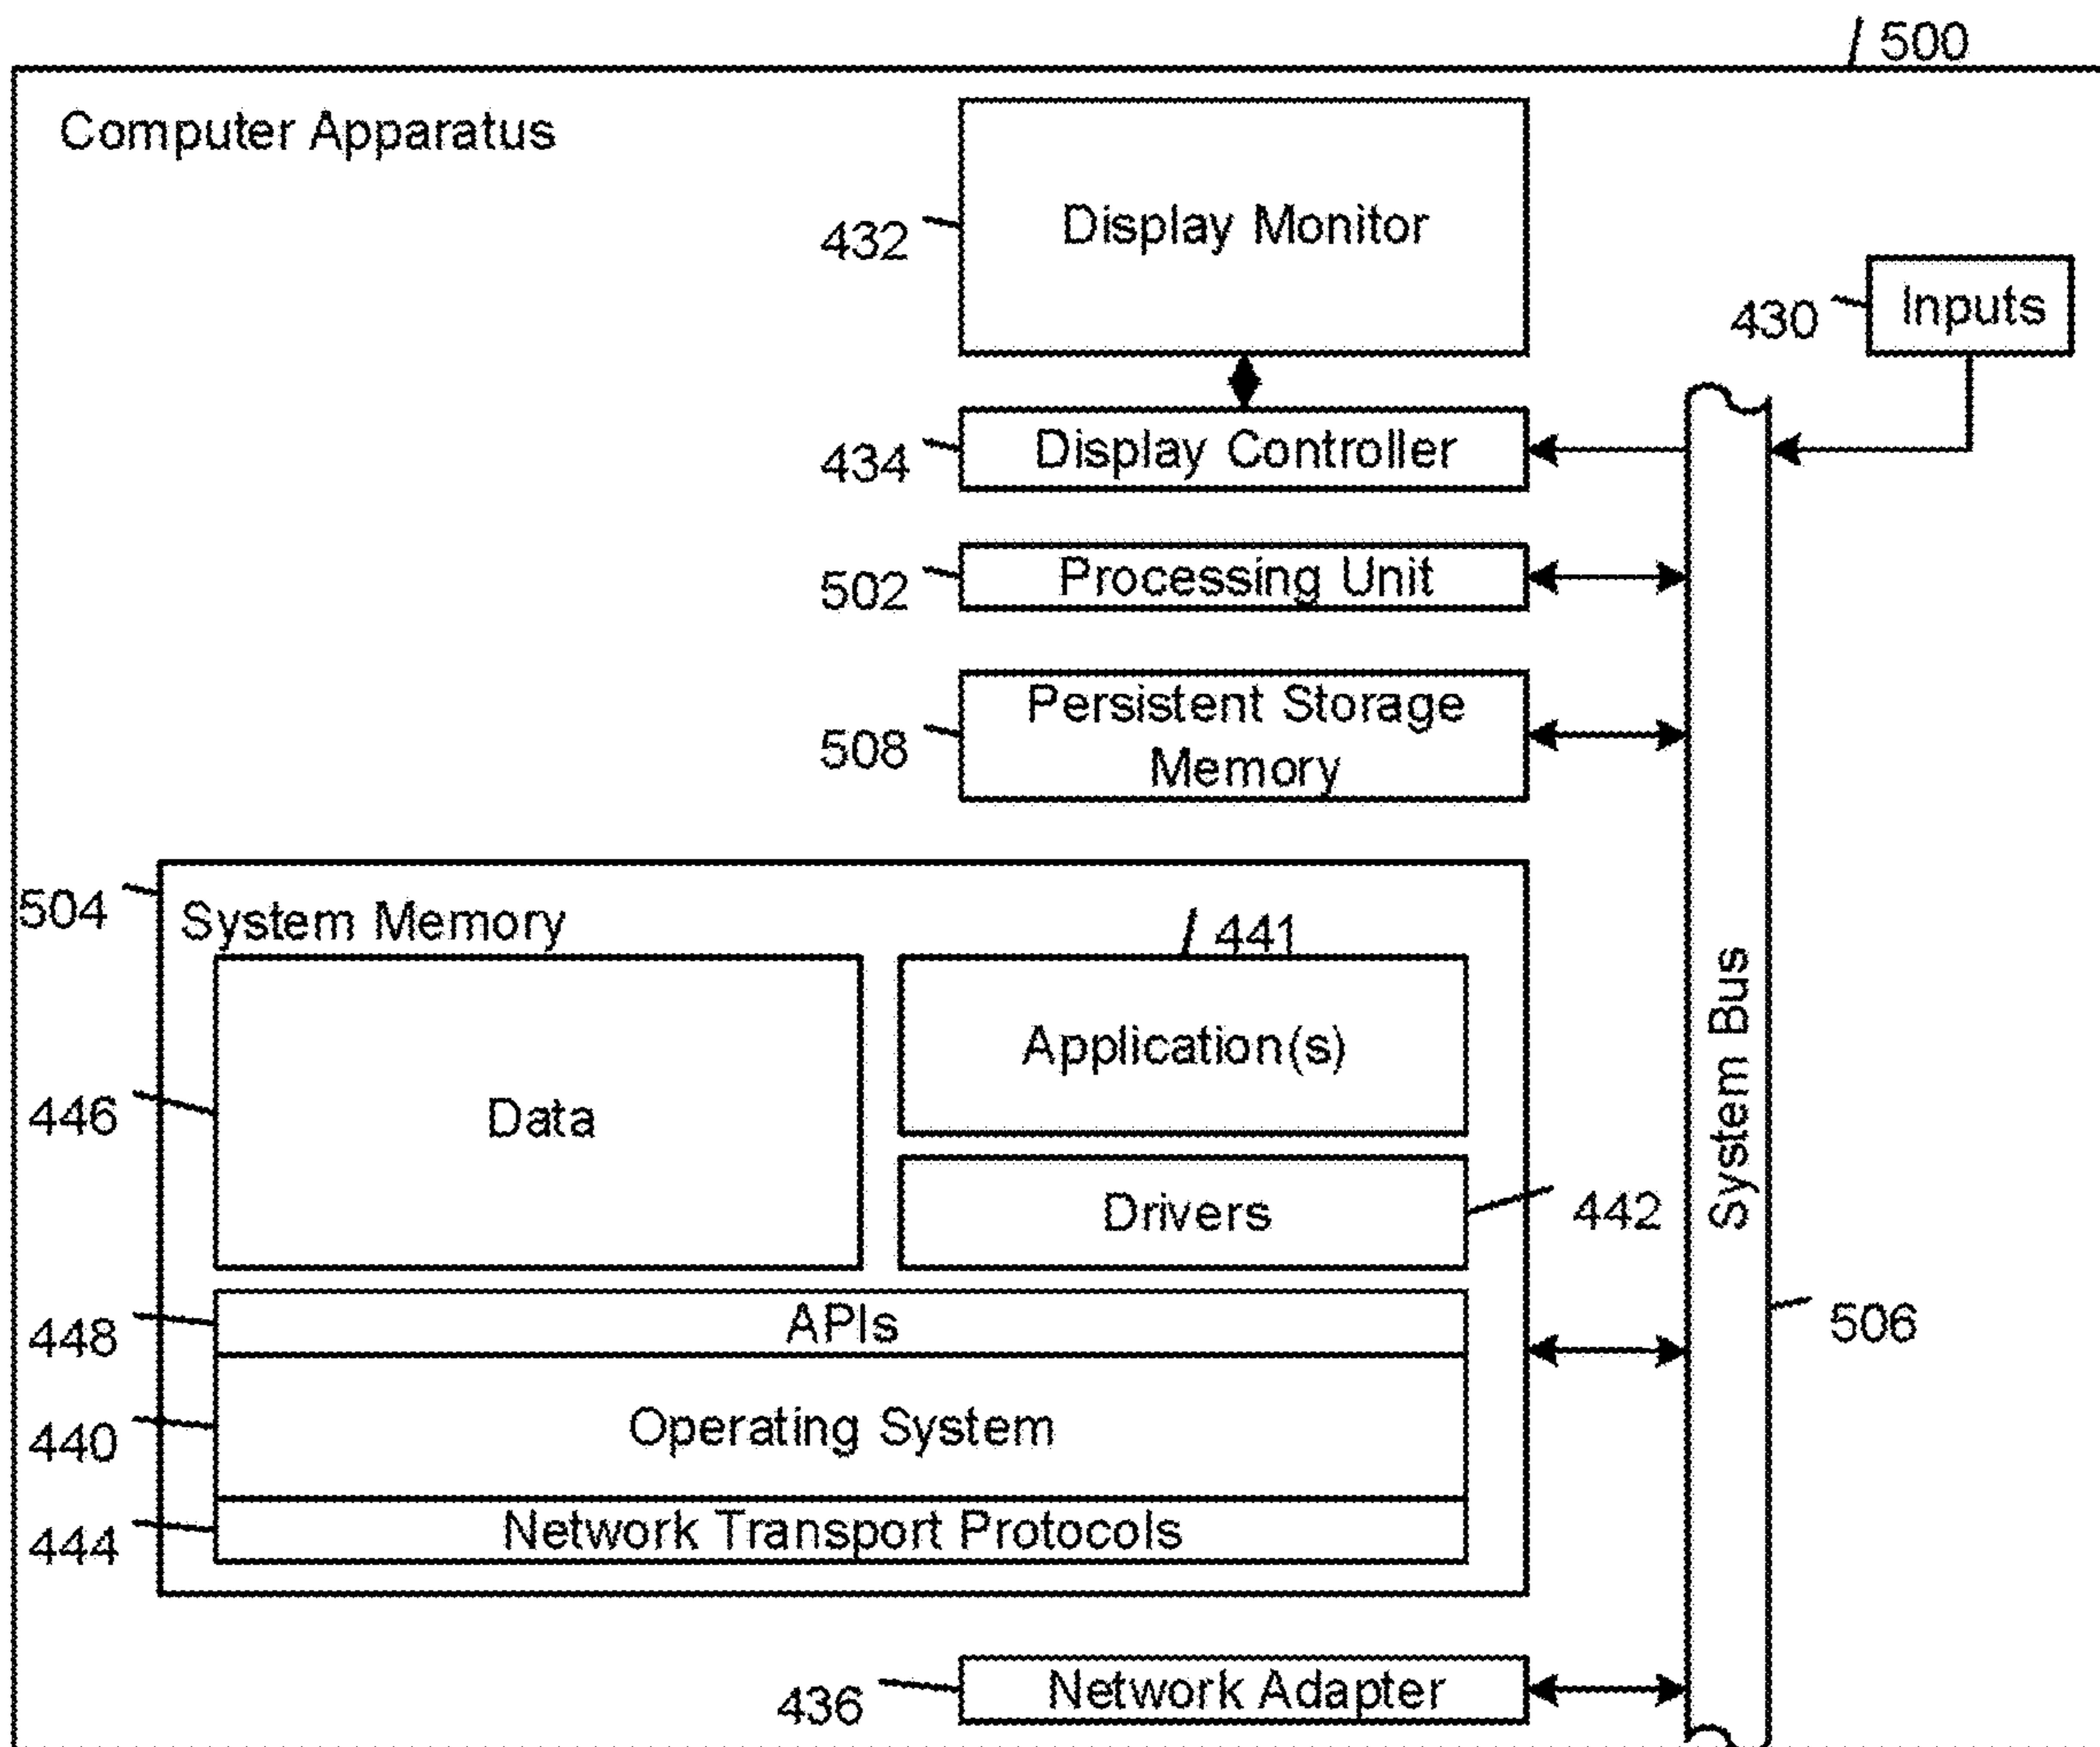 500
Computer Apparatus
Display Monitor
432
Inputs
430
Display Controller
434
Processing Unit
502
Persistent Storage
Memory
508
504
System Memory
441
Application(s)
446
Data
Drivers
442
System Bus
506
APIs
448
Operating System
440
Network Transport Protocols
444
Network Adapter
436